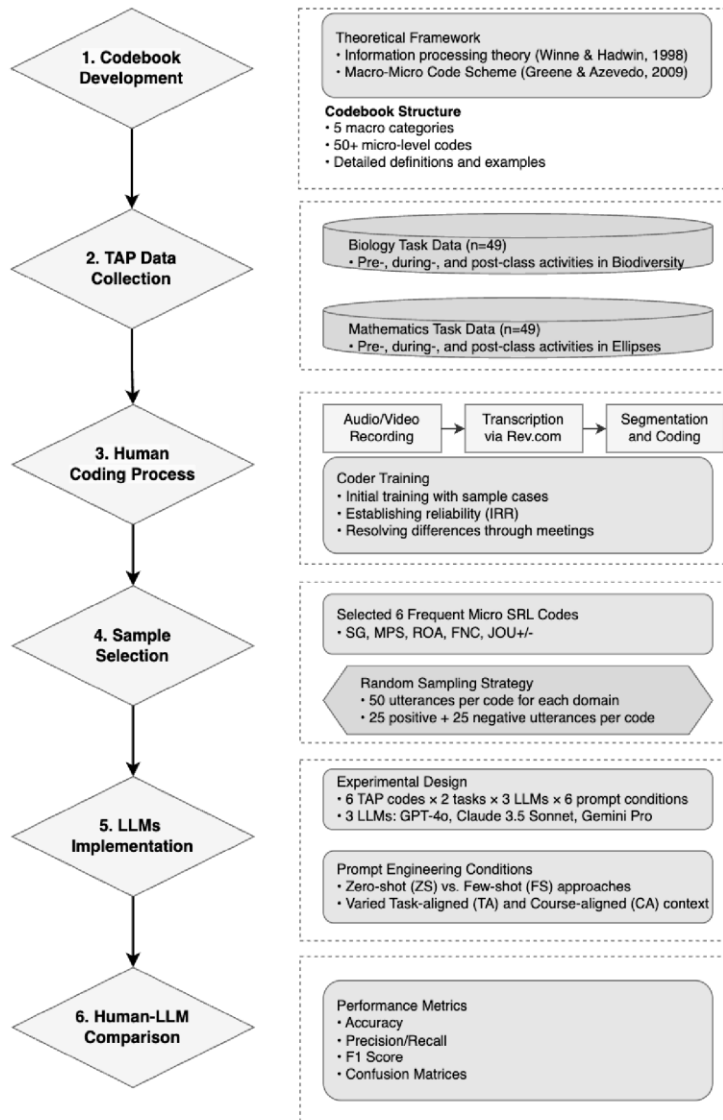 1. Codebook
Development
Theoretical Framework
• Information processing theory (Winne & Hadwin, 1998)
• Macro-Micro Code Scheme (Greene & Azevedo, 2009)
Codebook Structure
• 5 macro categories
• 50+ micro-level codes
• Detailed definitions and examples
2. TAP Data
Collection
Biology Task Data (n=49)
• Pre-, during-, and post-class activities in Biodiversity
Mathematics Task Data (n=49)
• Pre-, during-, and post-class activities in Ellipses
3. Human
Coding Process
Audio/Video
Recording
Transcription
via Rev.com
Segmentation
and Coding
Coder Training
• Initial training with sample cases
• Establishing reliability (IRR)
• Resolving differences through meetings
4. Sample
Selection
Selected 6 Frequent Micro SRL Codes
• SG, MPS, ROA, FNC, JOU+/-
Random Sampling Strategy
• 50 utterances per code for each domain
• 25 positive + 25 negative utterances per code
5. LLMs
Implementation
Experimental Design
• 6 TAP codes × 2 tasks × 3 LLMs × 6 prompt conditions
• 3 LLMs: GPT-4o, Claude 3.5 Sonnet, Gemini Pro
Prompt Engineering Conditions
• Zero-shot (ZS) vs. Few-shot (FS) approaches
• Varied Task-aligned (TA) and Course-aligned (CA) context
6. Human-LLM
Comparison
Performance Metrics
• Accuracy
• Precision/Recall
• F1 Score
• Confusion Matrices